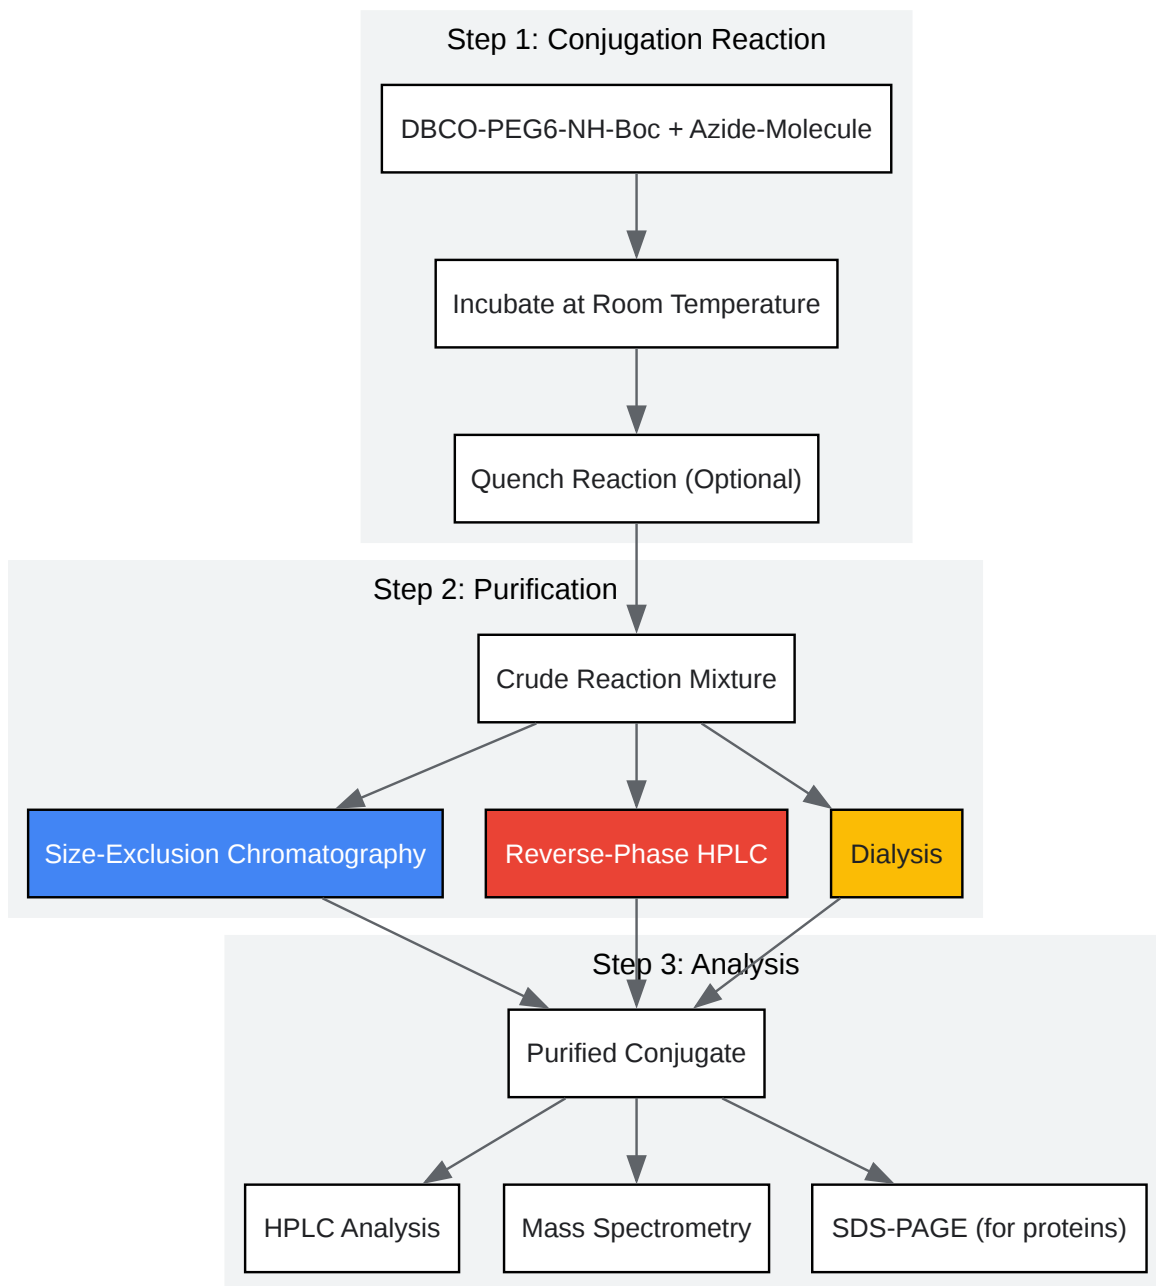 Step 1: Conjugation Reaction
DBCO-PEG6-NH-Boc + Azide-Molecule
Incubate at Room Temperature
Quench Reaction (Optional)
Step 2: Purification
Crude Reaction Mixture
Size-Exclusion Chromatography
Reverse-Phase HPLC
Dialysis
Step 3: Analysis
Purified Conjugate
HPLC Analysis
Mass Spectrometry
SDS-PAGE (for proteins)